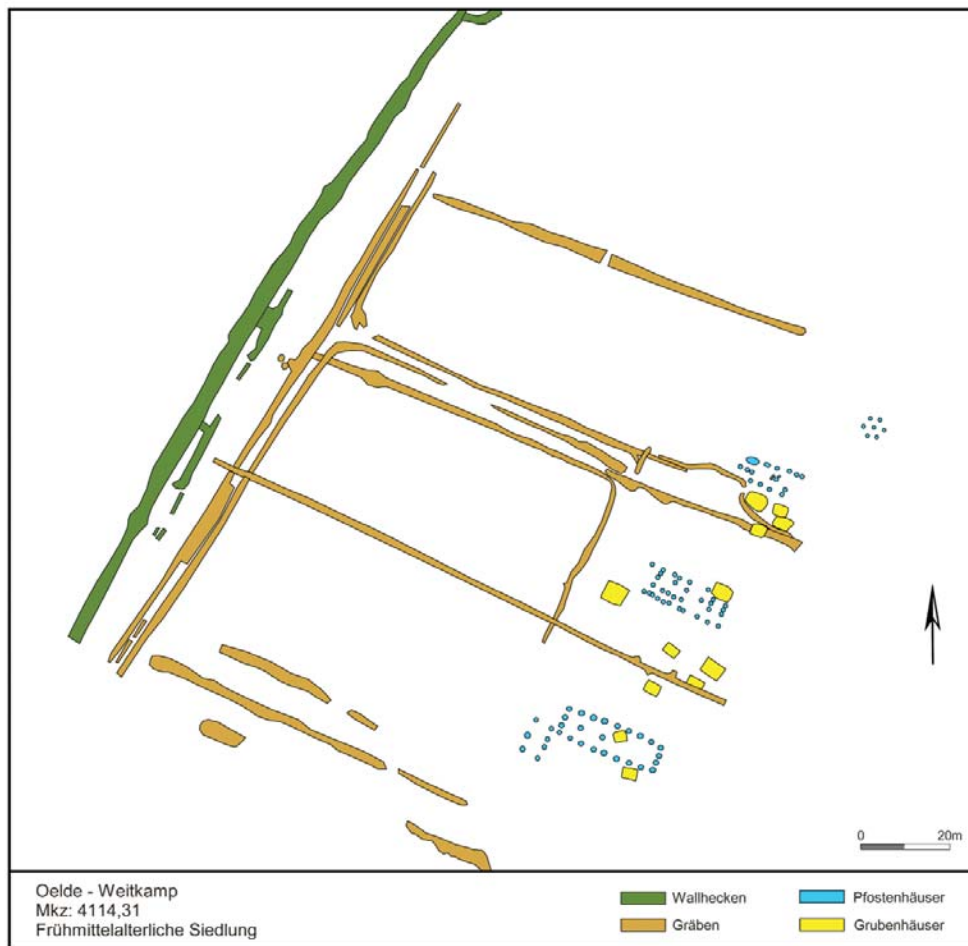 0 20m
Oelde - Weitkamp
Mkz: 4114,31
Frühmittelalterliche Siedlung
Wallhecken
Gräben
Pfostenhäuser
Grubenhäuser